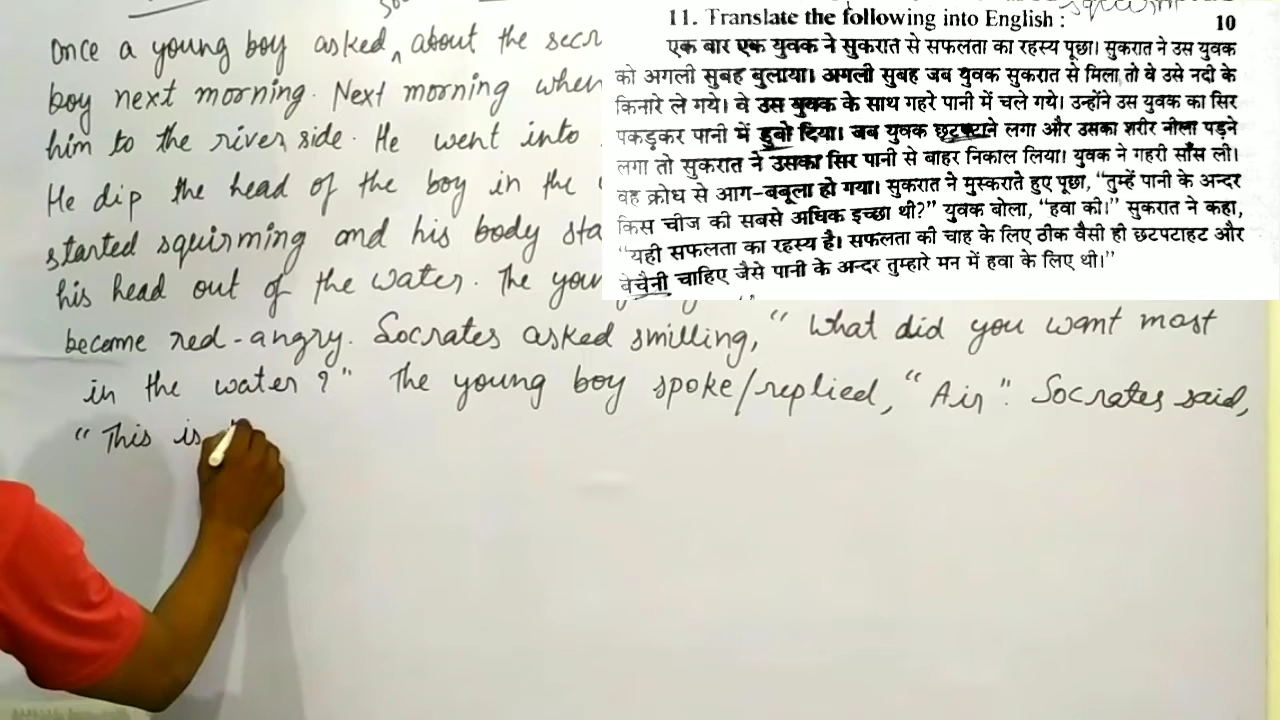 11. Translate the following into English :
10
एक बार एक युवक ने सुकरात से सफलता का रहस्य पूछा। सुकरात ने उस युवक
को अगली सुबह बुलाया। अगली सुबह जब युवक सुकरात से मिला तो वे उसे नदी के
किनारे ले गये। वे उस युवक के साथ गहरे पानी में चले गये। उन्होंने उस युवक का सिर
पकड़कर पानी में डुबो दिया। जब युवक छटपटाने लगा और उसका शरीर नीला पड़ने
लगा तो सुकरात ने उसका सिर पानी से बाहर निकाल लिया। युवक ने गहरी साँस ली।
वह क्रोध से आग-बबूला हो गया। सुकरात ने मुस्कराते हुए पूछा, "तुम्हें पानी के अन्दर
किस चीज की सबसे अधिक इच्छा थी?" युवक बोला, "हवा की।" सुकरात ने कहा,
"यही सफलता का रहस्य है। सफलता की चाह के लिए ठीक वैसी ही छटपटाहट और
बेचैनी चाहिए जैसे पानी के अन्दर तुम्हारे मन में हवा के लिए थी।"
Once a young boy asked about the
boy next morning. Next morning when
him to the river side. He went into
He dip the head of the boy in the
started squirming and his body
his head out of the water. The
became red-angry. Socrates asked smilling, "What did you want most
in the water?" The young boy spoke/replied, "Air". Socrates said,
"This is